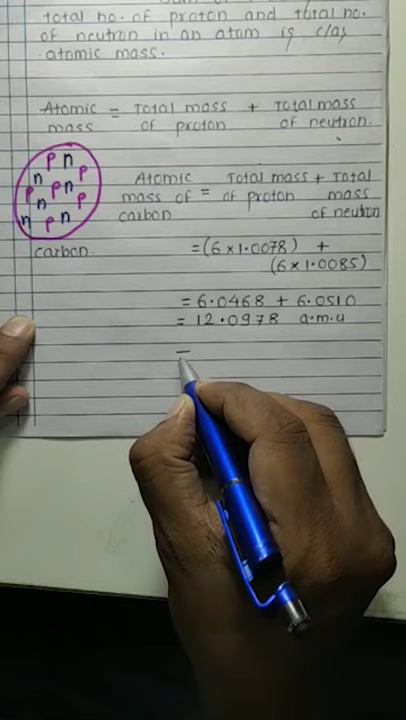 total no. of proton and total no.
of neutron in an atom is c/as
atomic mass.
Atomic mass = Total mass of proton + Total mass of neutron.
p n
n p
p p n
n p
n p n
Atomic mass of carbon = Total mass of proton + Total mass of neutron
carbon.
=(6×1.0078) +
(6×1.0085)
= 6.0468 + 6.0510
= 12.0978 a.m.u
=